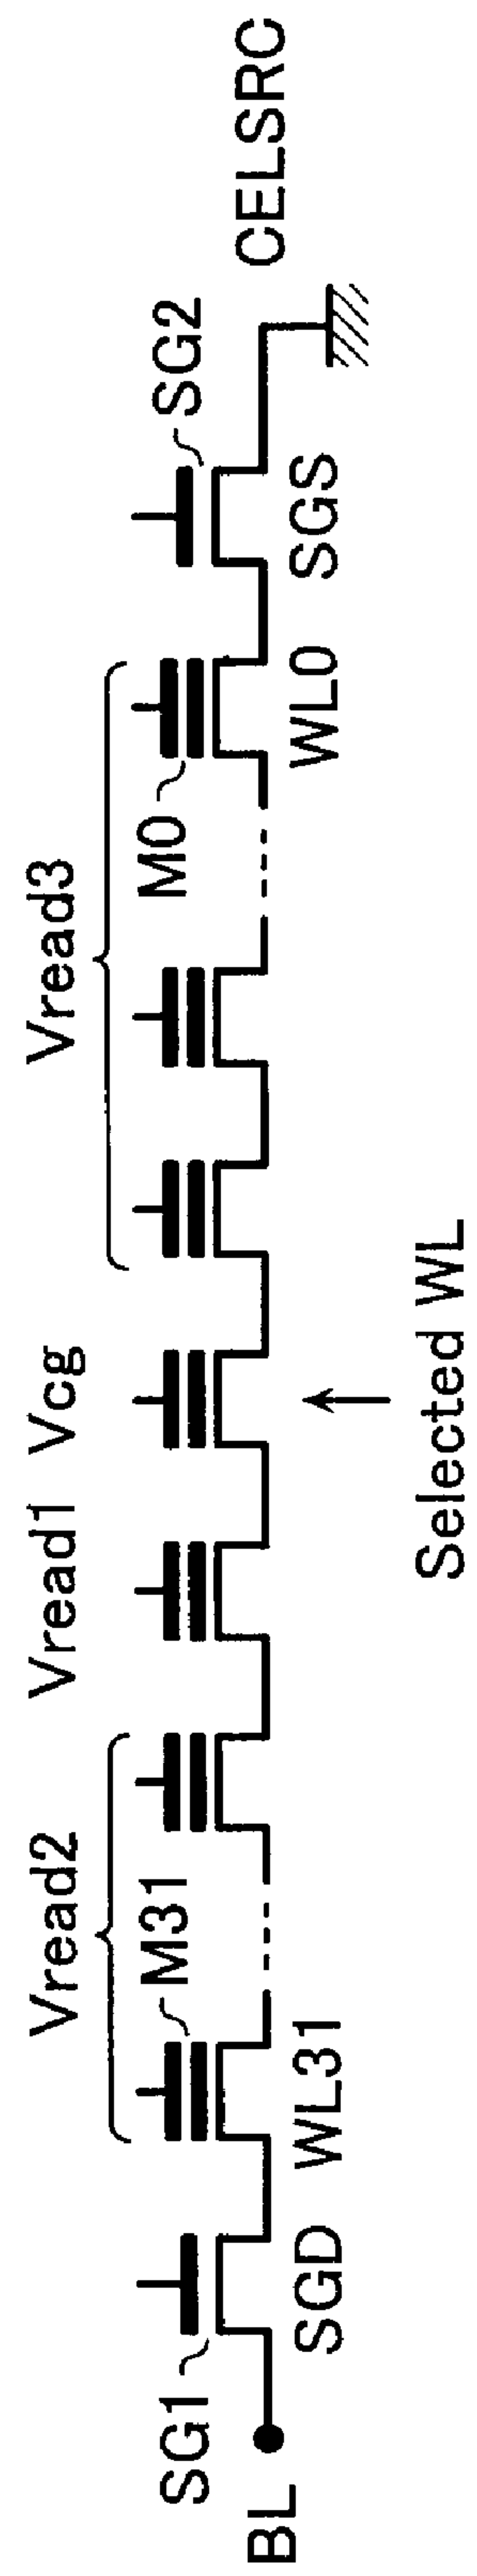 Vread2 Vread1 Vcg Vread3
SG1 M31 M0 SG2
BL CELSRC
SGD WL31 WL0 SGS
Selected WL